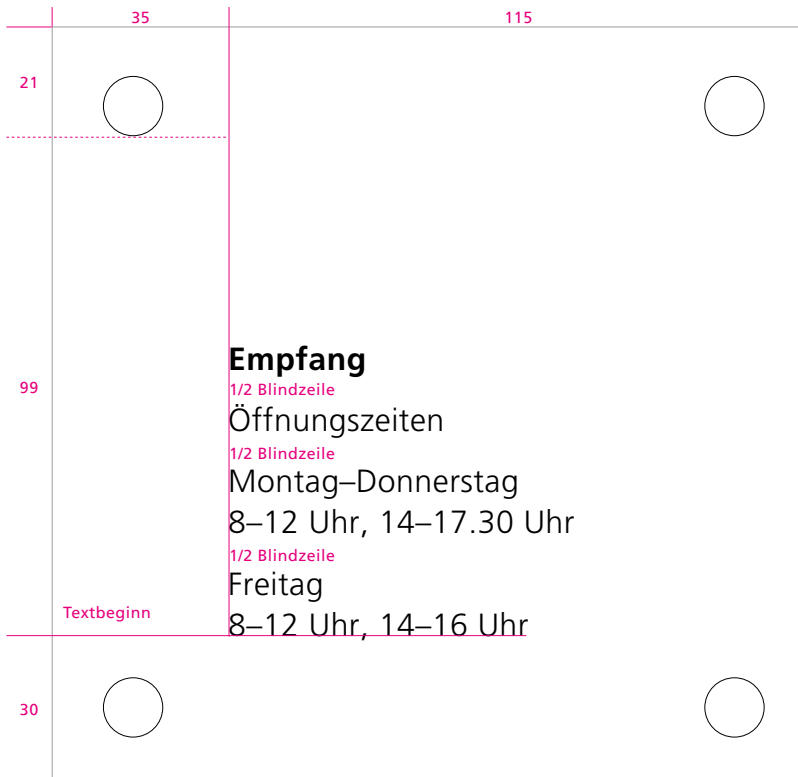 35
115
21
Empfang
1/2 Blindzeile
99
Öffnungszeiten
1/2 Blindzeile
Montag–Donnerstag
8–12 Uhr, 14–17.30 Uhr
1/2 Blindzeile
Freitag
Textbeginn
8–12 Uhr, 14–16 Uhr
30